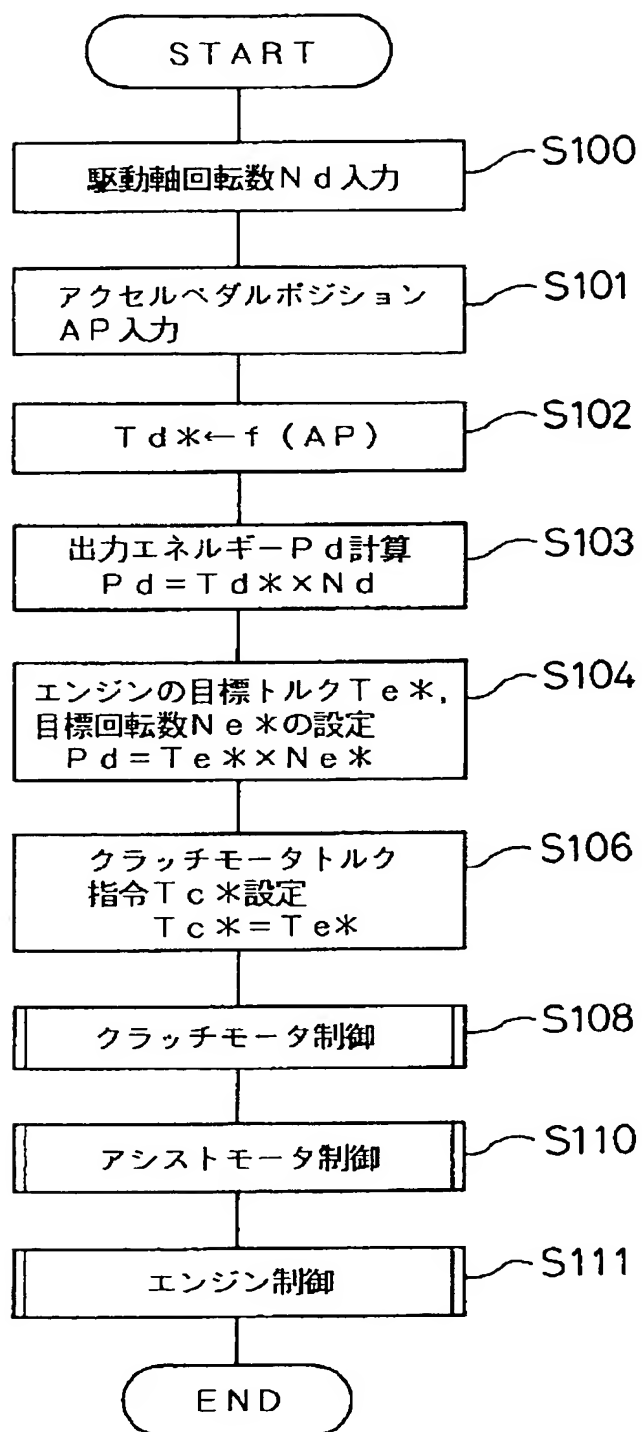 START
駆動軸回転数Nd入力
S100
アクセルペダルポジション
AP入力
S101
Td*←f(AP)
S102
出力エネルギーPd計算
Pd=Td*×Nd
S103
エンジンの目標トルクTe*,
目標回転数Ne*の設定
Pd=Te*×Ne*
S104
クラッチモータトルク
指令Tc*設定
Tc*=Te*
S106
クラッチモータ制御
S108
アシストモータ制御
S110
エンジン制御
S111
END